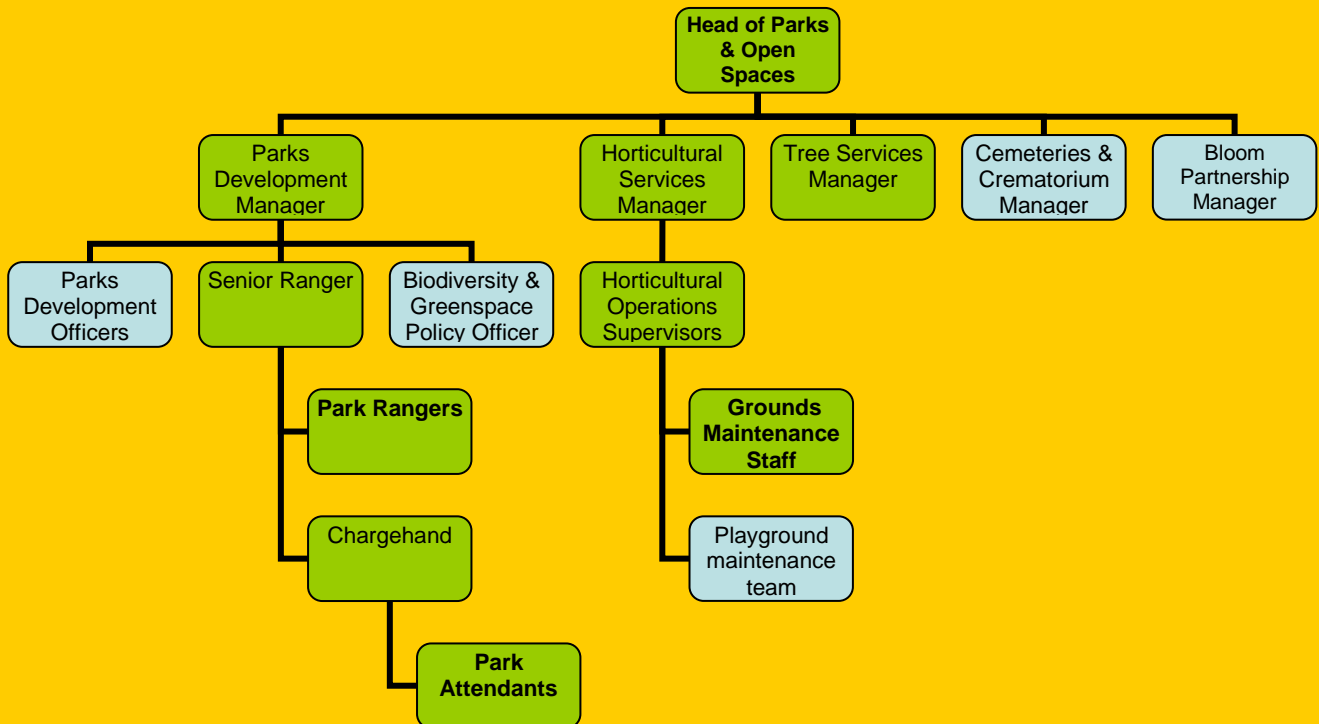 Head of Parks
& Open
Spaces
Parks
Development
Manager
Horticultural
Services
Manager
Tree Services
Manager
Cemeteries &
Crematorium
Manager
Bloom
Partnership
Manager
Parks
Development
Officers
Senior Ranger
Biodiversity &
Greenspace
Policy Officer
Horticultural
Operations
Supervisors
Park Rangers
Grounds
Maintenance
Staff
Chargehand
Playground
maintenance
team
Park
Attendants